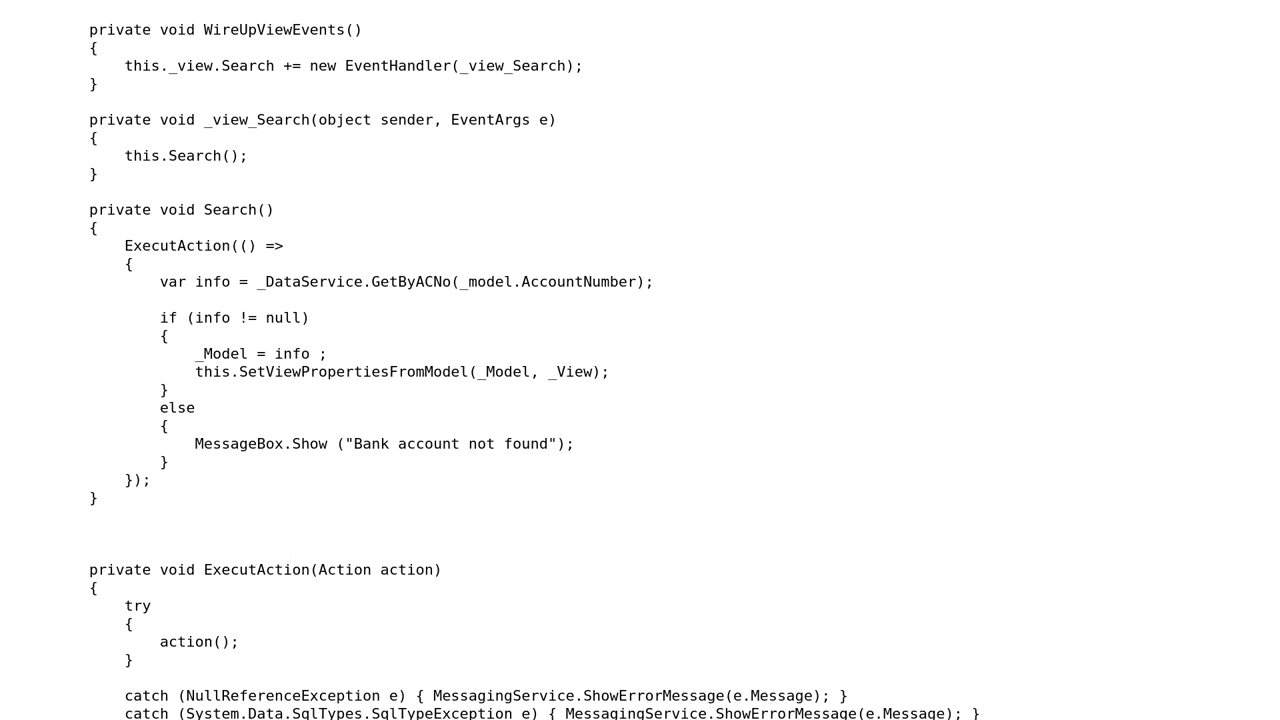 private void WireUpViewEvents()
{
this._view.Search += new EventHandler(_view_Search);
}
private void _view_Search(object sender, EventArgs e)
{
this.Search();
}
private void Search()
{
ExecutAction(() =>
{
var info = _DataService.GetByACNo(_model.AccountNumber);
if (info != null)
{
_Model = info ;
this.SetViewPropertiesFromModel(_Model, _View);
}
else
{
MessageBox.Show ("Bank account not found");
}
});
}
private void ExecutAction(Action action)
{
try
{
action();
}
catch (NullReferenceException e) { MessagingService.ShowErrorMessage(e.Message); }
catch (System.Data.SqlTypes.SqlTypeException e) { MessagingService.ShowErrorMessage(e.Message); }